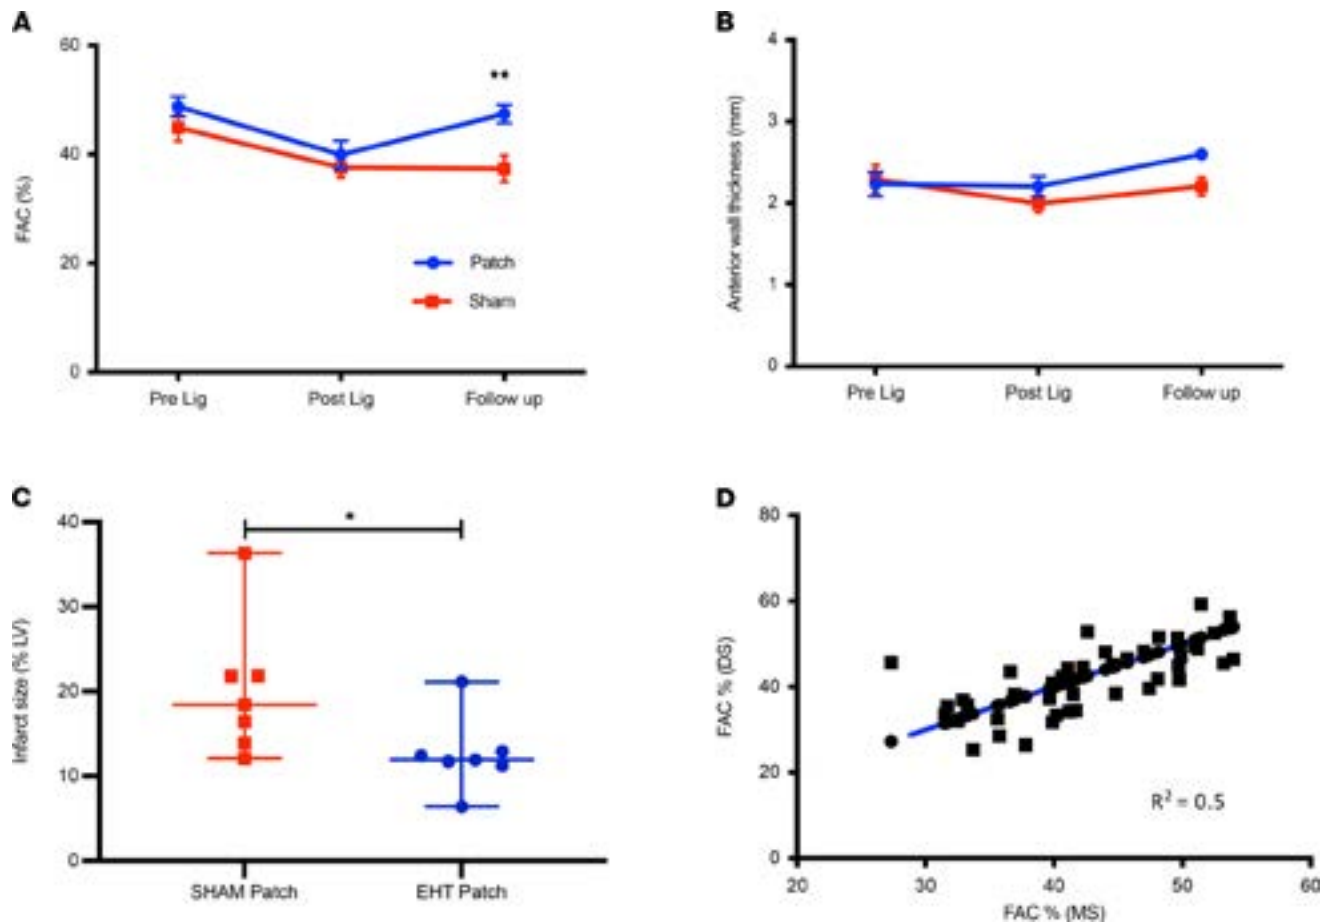 A
60
40
20
0
FAC (%)
**
Patch
Sham
Pre Lig
Post Lig
Follow up
B
4
3
2
1
0
Anterior wall thickness (mm)
Pre Lig
Post Lig
Follow up
C
40
30
20
10
0
Infarct size (% LV)
*
SHAM Patch
EHT Patch
D
80
60
40
20
0
FAC % (DS)
R² = 0.5
20
30
40
50
60
FAC % (MS)